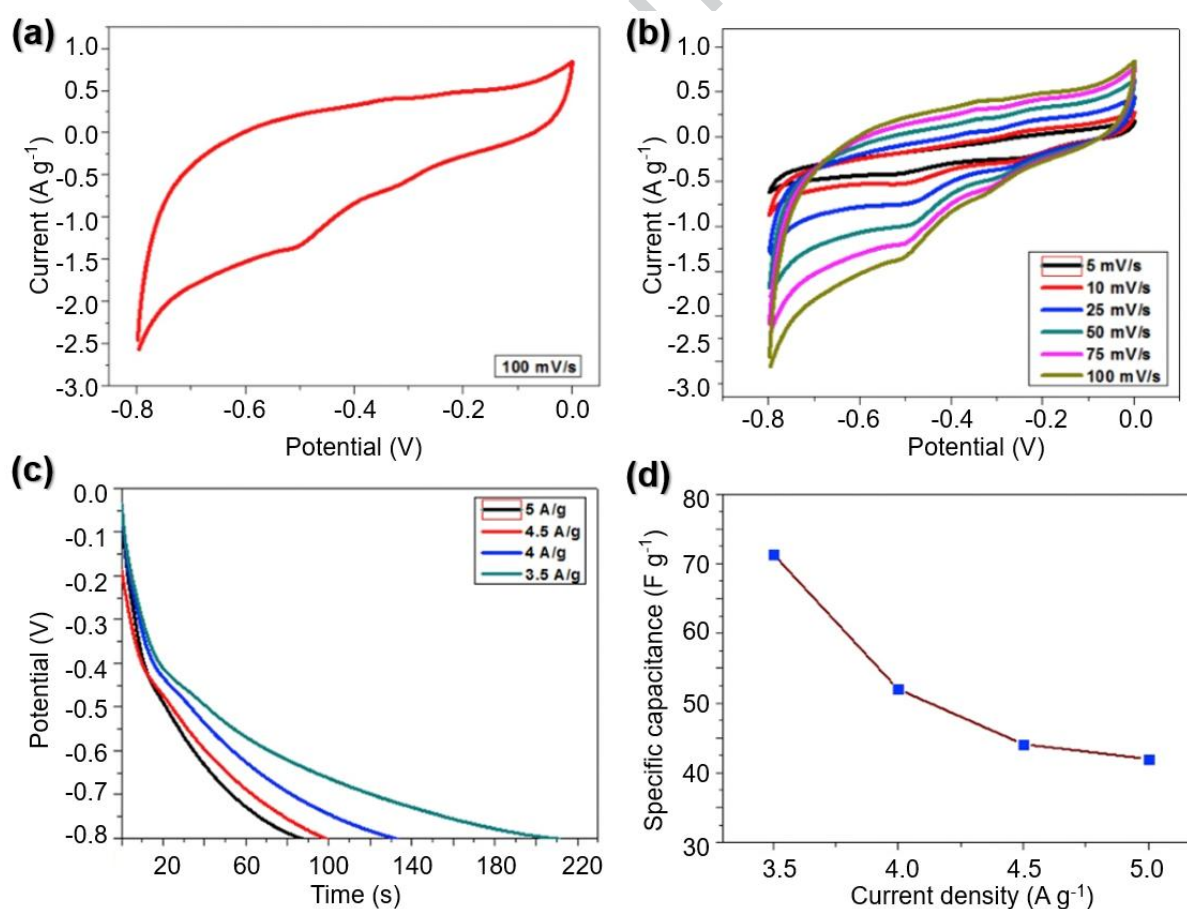 (a)
1.0
0.5
0.0
-0.5
-1.0
-1.5
-2.0
-2.5
-3.0
Current (A g-1)
100 mV/s
-0.8
-0.6
-0.4
-0.2
0.0
Potential (V)
(b)
1.0
0.5
0.0
-0.5
-1.0
-1.5
-2.0
-2.5
-3.0
Current (A g-1)
5 mV/s
10 mV/s
25 mV/s
50 mV/s
75 mV/s
100 mV/s
-0.8
-0.6
-0.4
-0.2
0.0
Potential (V)
(c)
0.0
-0.1
-0.2
-0.3
-0.4
-0.5
-0.6
-0.7
-0.8
Potential (V)
5 A/g
4.5 A/g
4 A/g
3.5 A/g
20
60
100
140
180
220
Time (s)
(d)
80
70
60
50
40
30
Specific capacitance (F g-1)
3.5
4.0
4.5
5.0
Current density (A g-1)